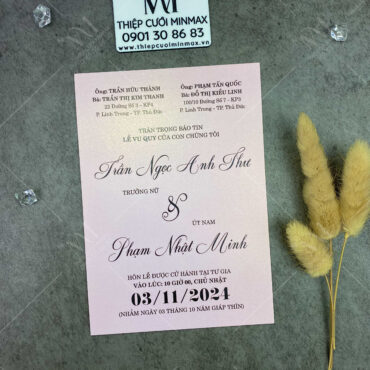 THIỆP CƯỚI MINMAX
0901 30 86 83
www.thiepcuoiminmax.vn
Ông: TRẦN HỮU THÀNH
Bà: TRẦN THỊ KIM THANH
22 Đường Số 3 - KP4
P. Linh Trung - TP. Thủ Đức
Ông: PHẠM TẤN QUỐC
Bà: ĐỖ THỊ KIỀU LINH
100/10 Đường Số 7 - KP3
P. Linh Trung - TP. Thủ Đức
TRÂN TRỌNG BÁO TIN
LỄ VU QUY CỦA CON CHÚNG TÔI
Trần Ngọc Anh Thư
TRƯỞNG NỮ
&
ÚT NAM
Phạm Nhật Minh
HÔN LỄ ĐƯỢC CỬ HÀNH TẠI TƯ GIA
VÀO LÚC: 10 GIỜ 00, CHỦ NHẬT
03/11/2024
(NHẰM NGÀY 03 THÁNG 10 NĂM GIÁP THÌN)